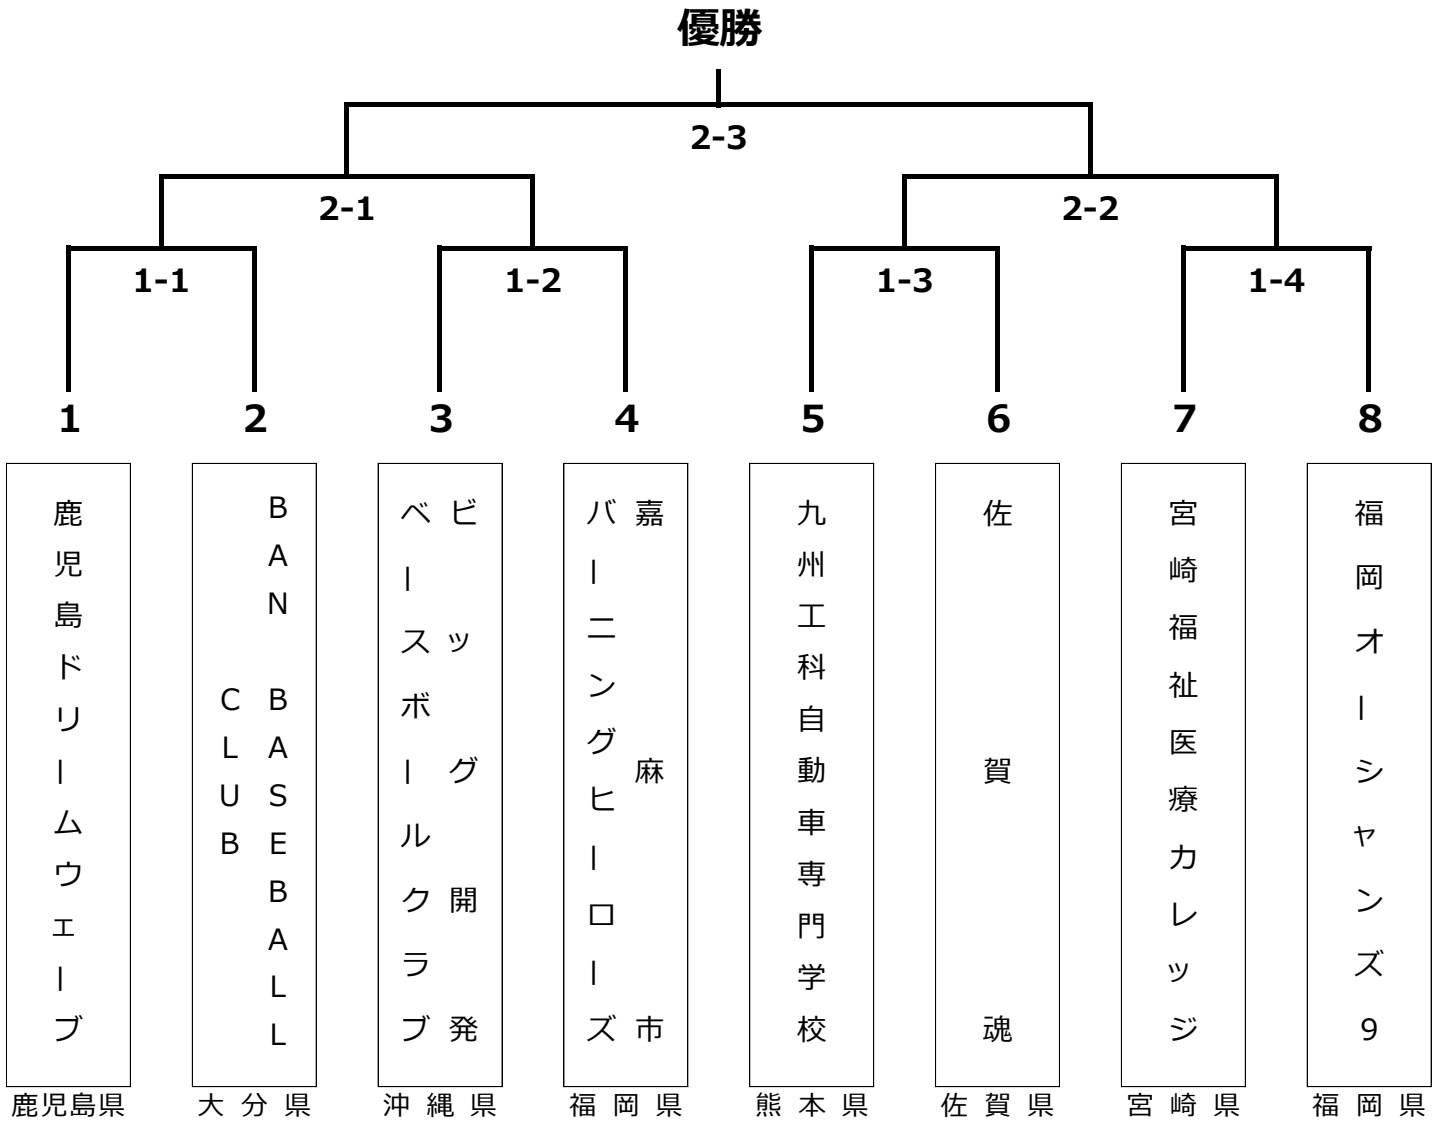 優勝
2-3
2-1
2-2
1-1
1-2
1-3
1-4
1
2
3
4
5
6
7
8
鹿児島ドリームウェーブ
BAN BASEBALL
CLUB
ビッグ開発
ベースボールクラブ
嘉麻市
バーニングヒーローズ
九州工科自動車専門学校
佐賀魂
宮崎福祉医療カレッジ
福岡オーシャンズ9
鹿児島県
大分県
沖縄県
福岡県
熊本県
佐賀県
宮崎県
福岡県